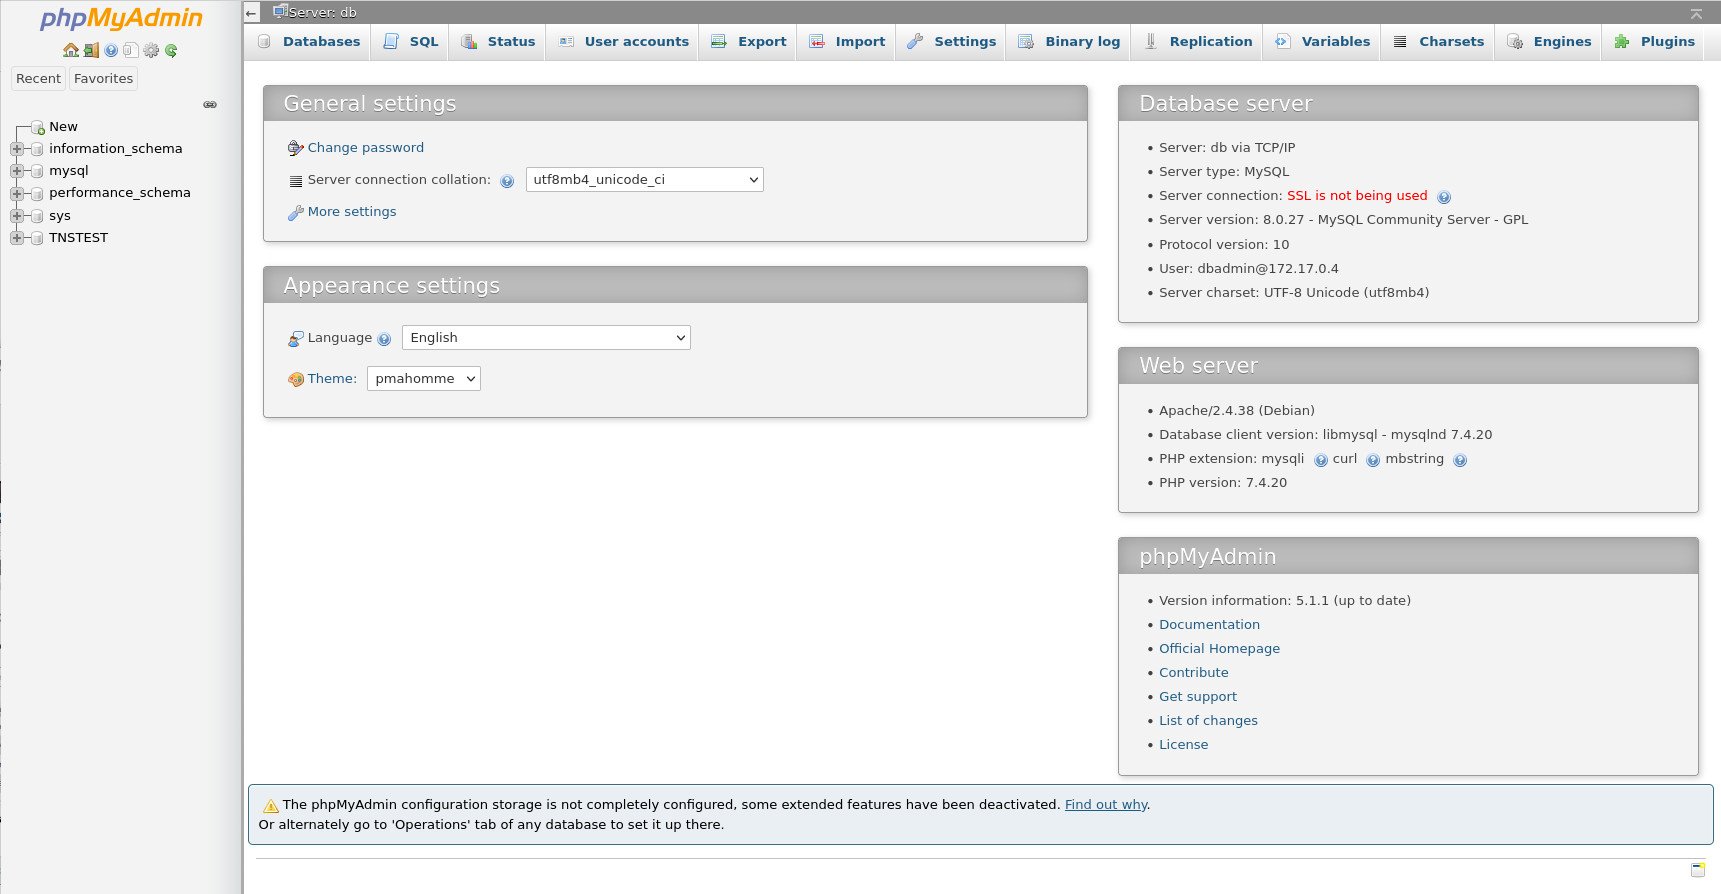 phpMyAdmin
Recent Favorites
New
information_schema
mysql
performance_schema
sys
TNSTEST
Server: db
Databases SQL Status User accounts Export Import Settings Binary log Replication Variables Charsets Engines Plugins
General settings
Change password
Server connection collation: utf8mb4_unicode_ci
More settings
Appearance settings
Language English
Theme: pmahomme
Database server
• Server: db via TCP/IP
• Server type: MySQL
• Server connection: SSL is not being used
• Server version: 8.0.27 - MySQL Community Server - GPL
• Protocol version: 10
• User: dbadmin@172.17.0.4
• Server charset: UTF-8 Unicode (utf8mb4)
Web server
• Apache/2.4.38 (Debian)
• Database client version: libmysql - mysqlnd 7.4.20
• PHP extension: mysqli curl mbstring
• PHP version: 7.4.20
phpMyAdmin
• Version information: 5.1.1 (up to date)
• Documentation
• Official Homepage
• Contribute
• Get support
• List of changes
• License
The phpMyAdmin configuration storage is not completely configured, some extended features have been deactivated. Find out why.
Or alternately go to 'Operations' tab of any database to set it up there.